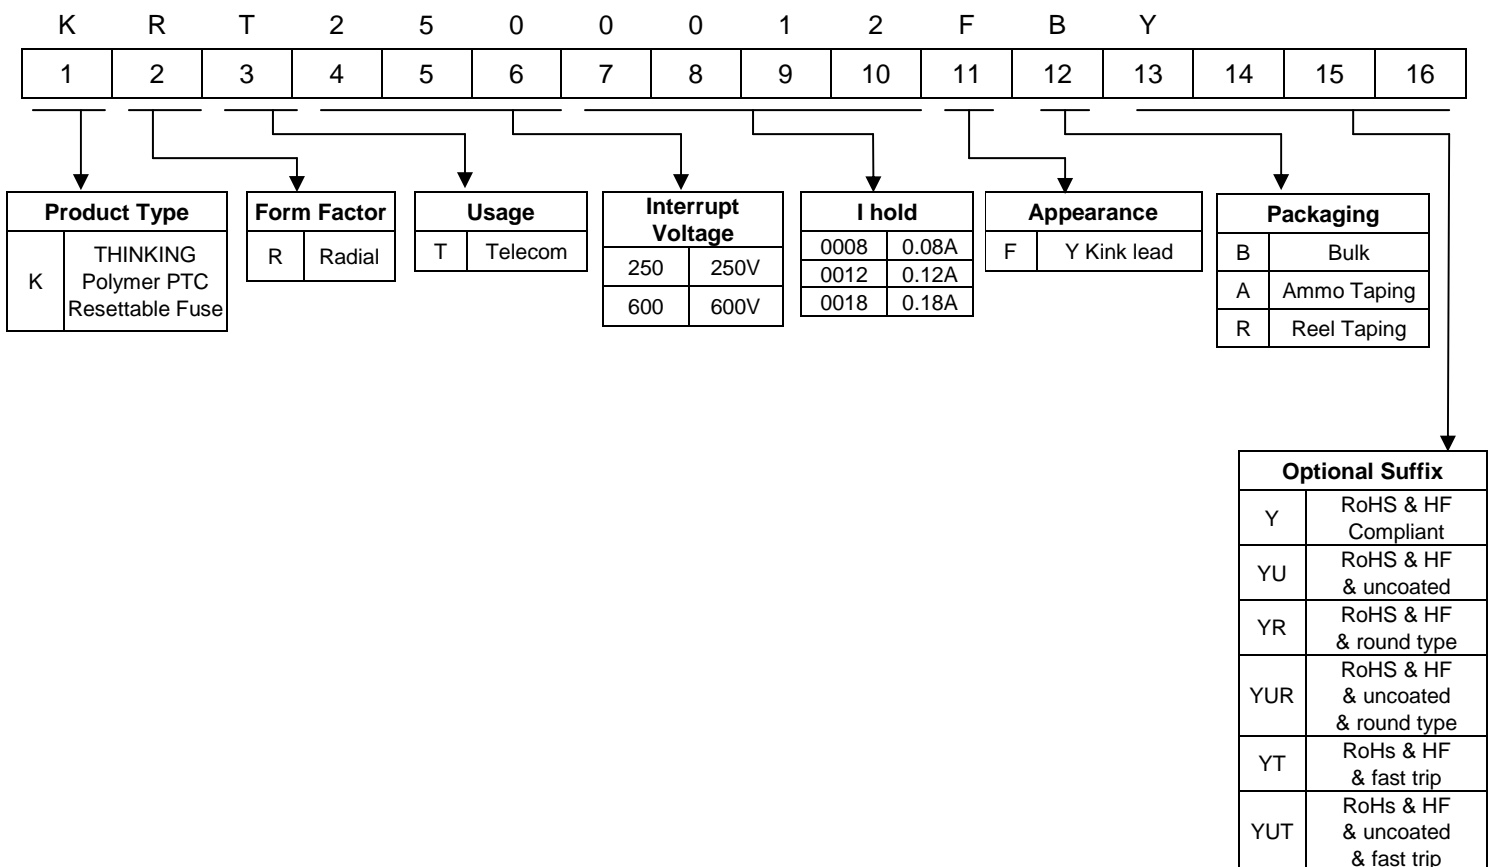 K R T 2 5 0 0 0 1 2 F B Y
1 2 3 4 5 6 7 8 9 10 11 12 13 14 15 16
Product Type
K
THINKING
Polymer PTC
Resettable Fuse
Form Factor
R Radial
Usage
T Telecom
Interrupt
Voltage
250 250V
600 600V
I hold
0008 0.08A
0012 0.12A
0018 0.18A
Appearance
F Y Kink lead
Packaging
B Bulk
A Ammo Taping
R Reel Taping
Optional Suffix
Y
RoHS & HF
Compliant
YU
RoHS & HF
& uncoated
YR
RoHS & HF
& round type
YUR
RoHS & HF
& uncoated
& round type
YT
RoHs & HF
& fast trip
YUT
RoHs & HF
& uncoated
& fast trip